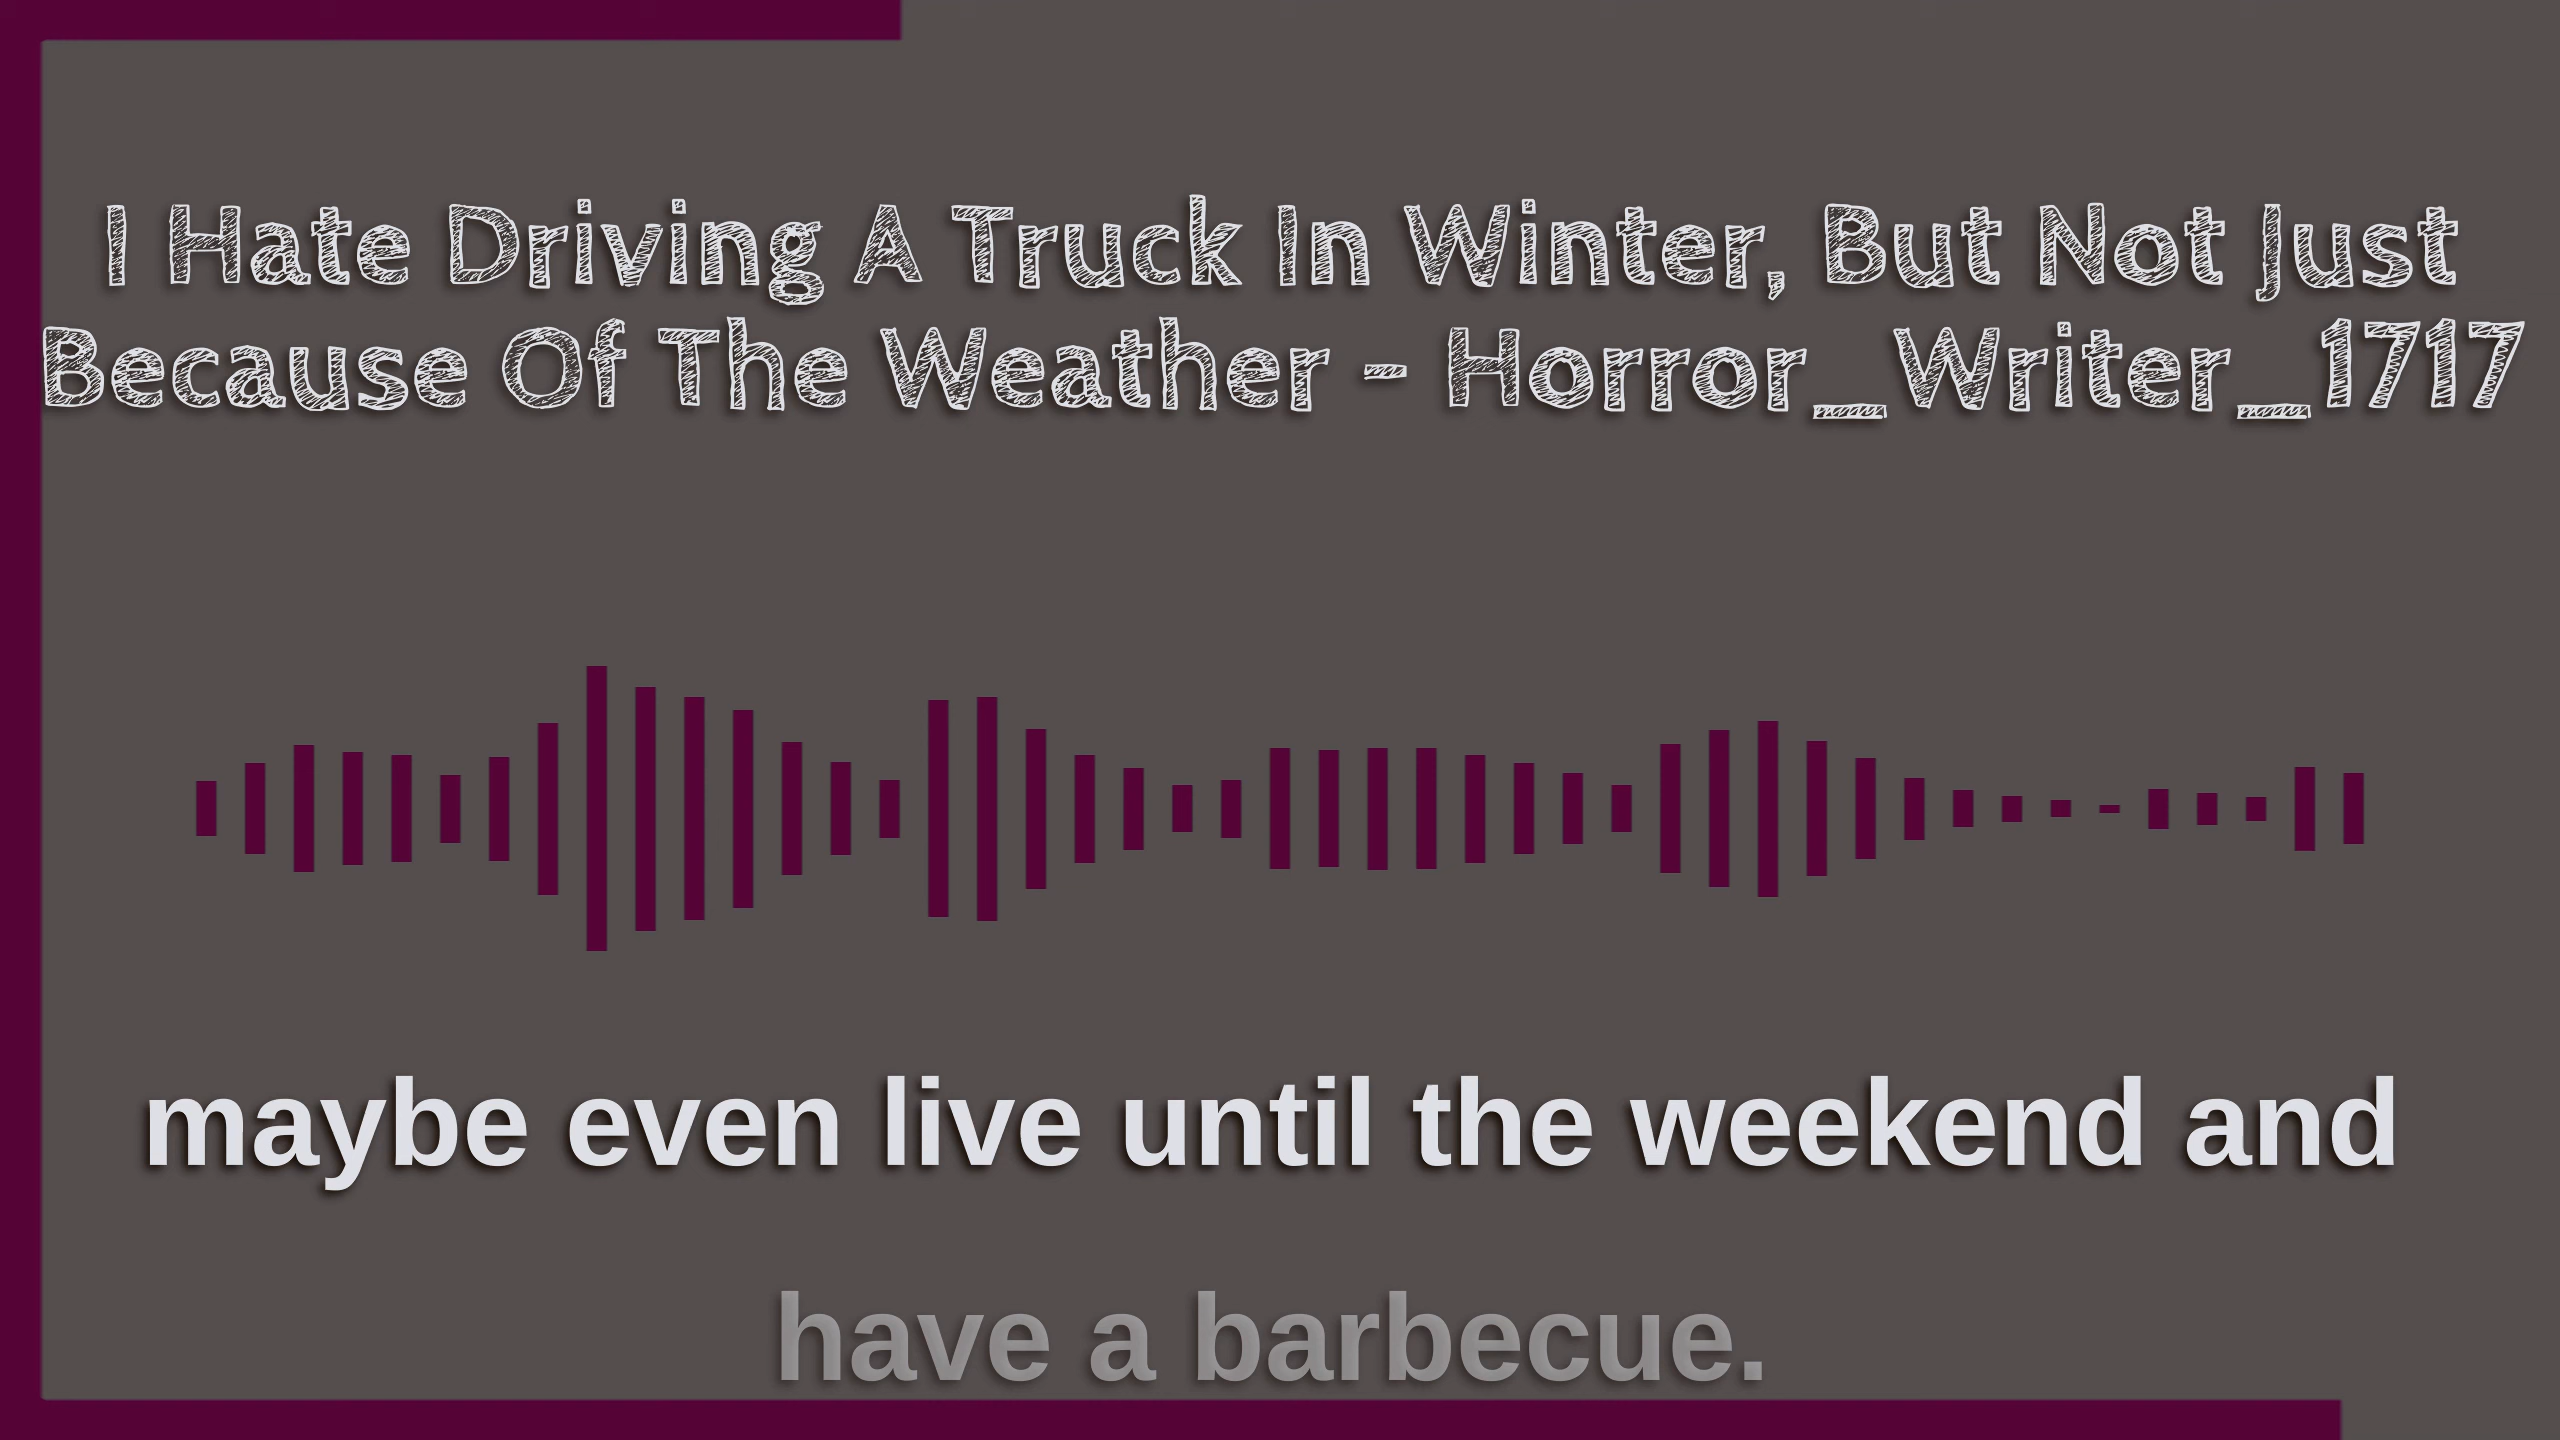 I Hate Driving A Truck In Winter, But Not Just
Because Of The Weather - Horror_Writer_1717
maybe even live until the weekend and
have a barbecue.